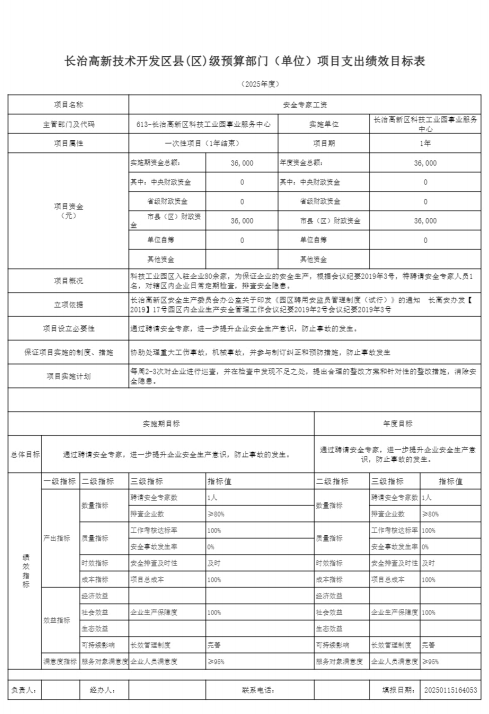 长治高新技术开发区县(区)级预算部门（单位）项目支出绩效目标表
（2025年度）
项目名称 安全专家工资
主管部门及代码 613-长治高新区科技工业园事业服务中心 实施单位 长治高新区科技工业园事业服务中心
项目属性 一次性项目（1年结束） 项目期 1年
项目资金（元） 实施期资金总额： 36,000 年度资金总额： 36,000
其中：中央财政资金 0 其中：中央财政资金 0
省级财政资金 0 省级财政资金 0
市县（区）财政资金 36,000 市县（区）财政资金 36,000
单位自筹 0 单位自筹 0
其他资金 其他资金
项目概况 科技工业园区入驻企业90余家，为保证企业的安全生产，根据会议纪要2019年3号，将聘请安全专家人员1
名，对辖区内企业日常定期检查，排查安全隐患。
立项依据 长治高新区安全生产委员会办公室关于印发《园区聘用安监员管理制度（试行）》的通知 长高安办发【
2019】17号园区内企业生产安全管理工作会议纪要2019年2号会议纪要2019年3号
项目设立必要性 通过聘请安全专家，进一步提升企业安全生产意识，防止事故的发生。
保证项目实施的制度、措施 协助处理重大工伤事故，机械事故，并参与制订纠正和预防措施，防止事故发生
项目实施计划 每周2-3次对企业进行巡查，并在检查中发现不足之处，提出合理的整改方案和针对性的整改措施，消除安
全隐患。
实施期目标 年度目标
总体目标 通过聘请安全专家，进一步提升企业安全生产意识，防止事故的发生。 通过聘请安全专家，进一步提升企业安全生产意识，防止事故的发生。
绩效指标 一级指标 二级指标 三级指标 指标值 二级指标 三级指标 指标值
产出指标 数量指标 聘请安全专家数 1人 数量指标 聘请安全专家数 1人
排查企业数 ≥80% 排查企业数 ≥80%
质量指标 工作考核达标率 100% 质量指标 工作考核达标率 100%
安全事故发生率 0% 安全事故发生率 0%
时效指标 安全排查及时性 及时 时效指标 安全排查及时性 及时
成本指标 项目总成本 100% 成本指标 项目总成本 100%
效益指标 经济效益 经济效益
社会效益 企业生产保障度 100% 社会效益 企业生产保障度 100%
生态效益 生态效益
可持续影响 长效管理制度 完善 可持续影响 长效管理制度 完善
满意度指标 服务对象满意度 企业人员满意度 ≥95% 服务对象满意度 企业人员满意度 ≥95%
负责人： 经办人： 联系电话： 填报日期： 20250115164053